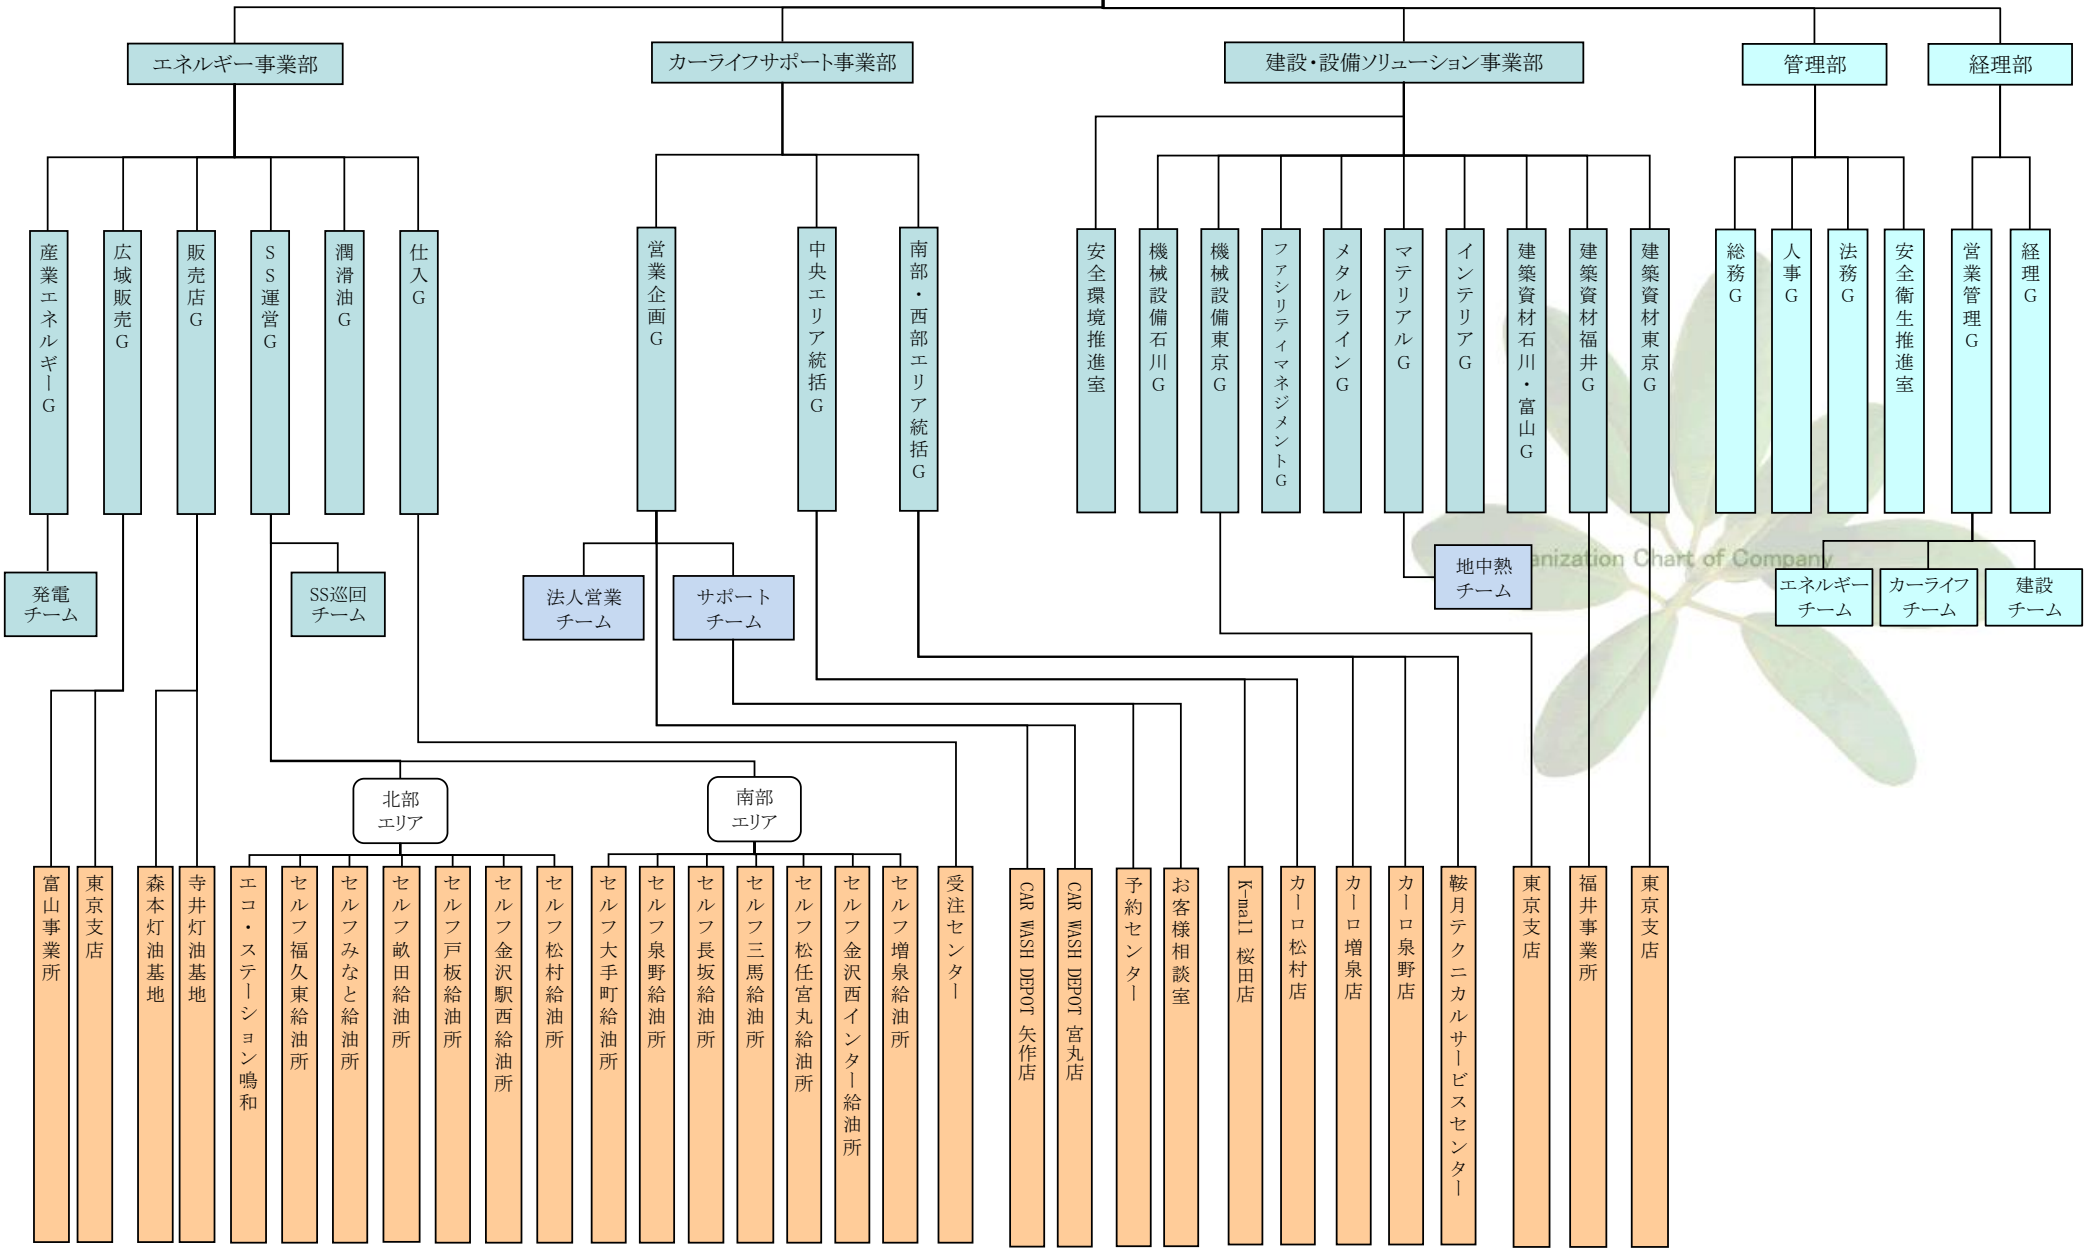 エネルギー事業部
カーライフサポート事業部
建設・設備ソリューション事業部
管理部
経理部
産業エネルギーG
広域販売G
販売店G
SS運営G
潤滑油G
仕入G
営業企画G
中央エリア統括G
南部・西部エリア統括G
安全環境推進室
機械設備石川G
機械設備東京G
ファシリティマネジメントG
メタルラインG
マテリアルG
インテリアG
建築資材石川・富山G
建築資材福井G
建築資材東京G
総務G
人事G
法務G
安全衛生推進室
営業管理G
経理G
anization Chart of Company
発電
チーム
SS巡回
チーム
法人営業
チーム
サポート
チーム
地中熱
チーム
エネルギー
チーム
カーライフ
チーム
建設
チーム
北部
エリア
南部
エリア
富山事業所
東京支店
森本灯油基地
寺井灯油基地
エコ・ステーション鳴和
セルフ福久東給油所
セルフみなと給油所
セルフ畝田給油所
セルフ戸板給油所
セルフ金沢駅西給油所
セルフ松村給油所
セルフ大手町給油所
セルフ泉野給油所
セルフ長坂給油所
セルフ三馬給油所
セルフ松任宮丸給油所
セルフ金沢西インター給油所
セルフ増泉給油所
受注センター
CAR WASH DEPOT 矢作店
CAR WASH DEPOT 宮丸店
予約センター
お客様相談室
K-mall 桜田店
カーロ松村店
カーロ増泉店
カーロ泉野店
鞍月テクニカルサービスセンター
東京支店
福井事業所
東京支店